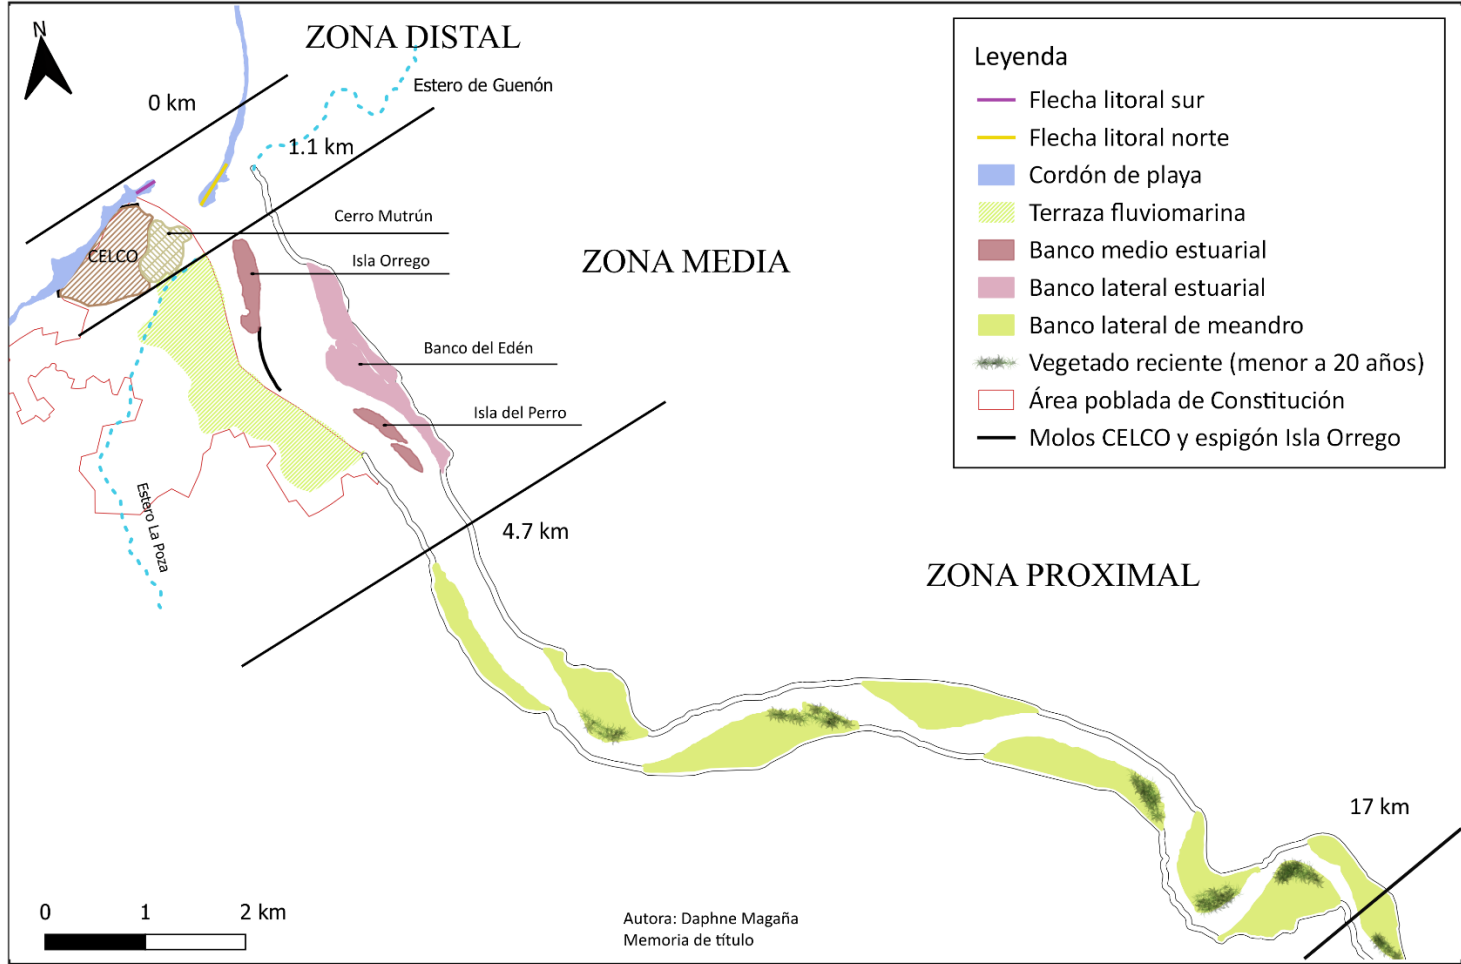 N
ZONA DISTAL
Estero de Guenón
0 km
1.1 km
Cerro Mutrún
CELCO
Isla Orrego
ZONA MEDIA
Banco del Edén
Isla del Perro
Estero La Poza
4.7 km
ZONA PROXIMAL
17 km
Leyenda
Flecha litoral sur
Flecha litoral norte
Cordón de playa
Terraza fluviomarina
Banco medio estuarial
Banco lateral estuarial
Banco lateral de meandro
Vegetado reciente (menor a 20 años)
Área poblada de Constitución
Molos CELCO y espigón Isla Orrego
0 1 2 km
Autora: Daphne Magaña
Memoria de título